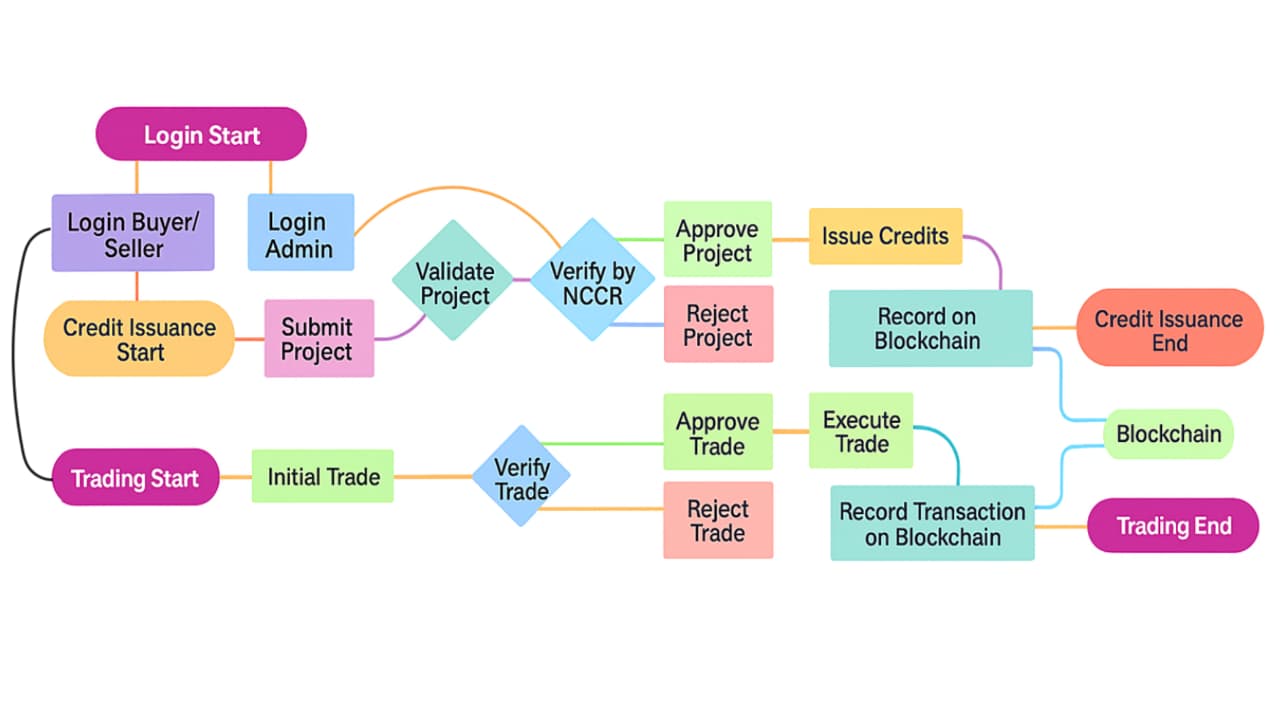 Login Start
Login Buyer/
Seller
Login
Admin
Credit Issuance
Start
Submit
Project
Validate
Project
Verify by
NCCR
Approve
Project
Reject
Project
Issue Credits
Record on
Blockchain
Credit Issuance
End
Blockchain
Trading Start
Initial Trade
Verify
Trade
Approve
Trade
Reject
Trade
Execute
Trade
Record Transaction
on Blockchain
Trading End